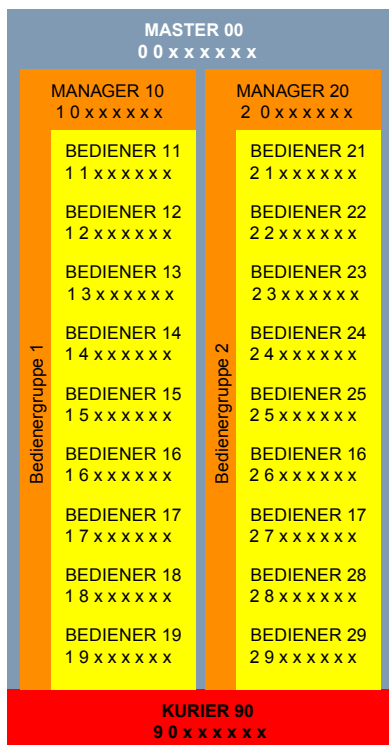 MASTER 00
0 0 x x x x x x
MANAGER 10
1 0 x x x x x x
BEDIENER 11
1 1 x x x x x x
BEDIENER 12
1 2 x x x x x x
BEDIENER 13
1 3 x x x x x x
BEDIENER 14
1 4 x x x x x x
BEDIENER 15
1 5 x x x x x x
BEDIENER 16
1 6 x x x x x x
BEDIENER 17
1 7 x x x x x x
BEDIENER 18
1 8 x x x x x x
BEDIENER 19
1 9 x x x x x x
Bedienergruppe 1
MANAGER 20
2 0 x x x x x x
BEDIENER 21
2 1 x x x x x x
BEDIENER 22
2 2 x x x x x x
BEDIENER 23
2 3 x x x x x x
BEDIENER 24
2 4 x x x x x x
BEDIENER 25
2 5 x x x x x x
BEDIENER 16
2 6 x x x x x x
BEDIENER 17
2 7 x x x x x x
BEDIENER 28
2 8 x x x x x x
BEDIENER 29
2 9 x x x x x x
Bedienergruppe 2
KURIER 90
9 0 x x x x x x